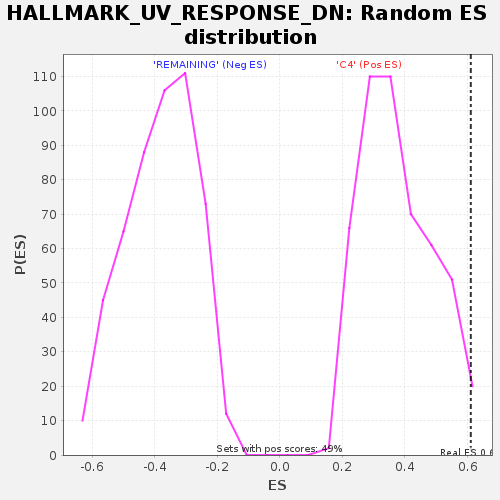 HALLMARK_UV_RESPONSE_DN: Random ES
distribution
'REMAINING' (Neg ES)
'C4' (Pos ES)
110
100
90
80
70
60
50
40
30
20
10
0
P(ES)
Sets with pos scores: 49%
Real ES 0.6
-0.6
-0.4
-0.2
0.0
0.2
0.4
0.6
ES